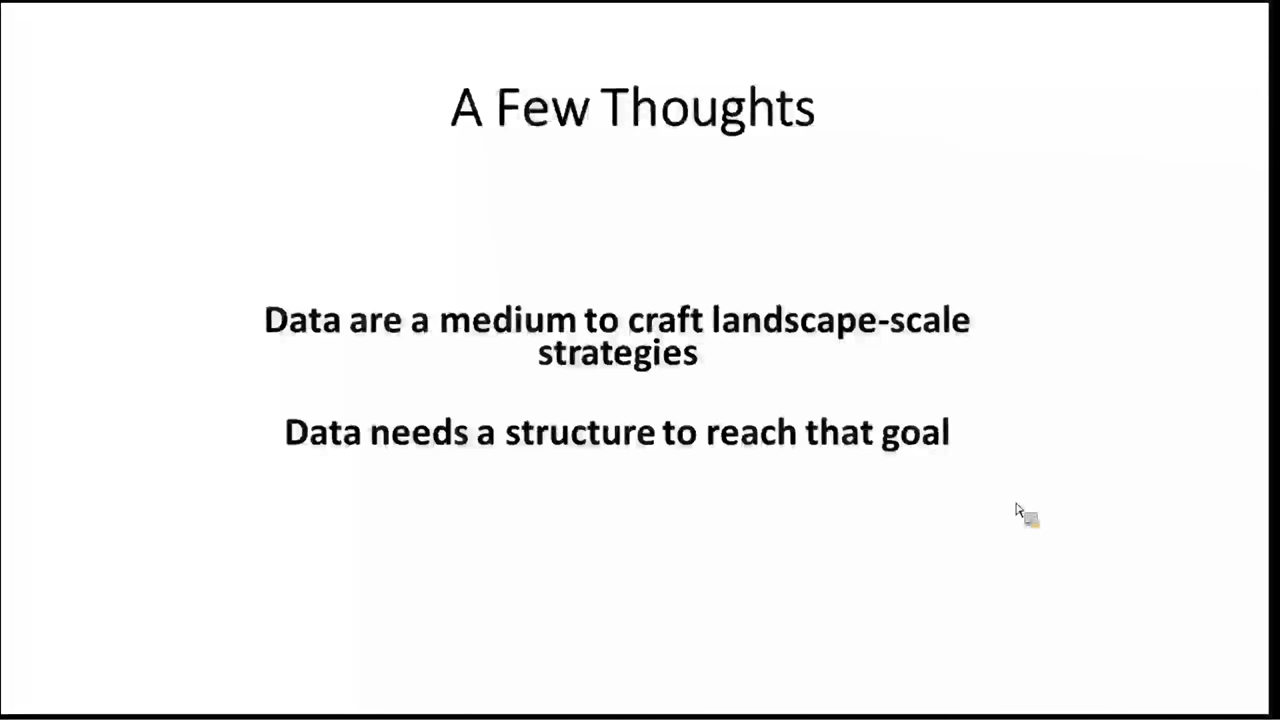 A Few Thoughts
Data are a medium to craft landscape-scale
strategies
Data needs a structure to reach that goal